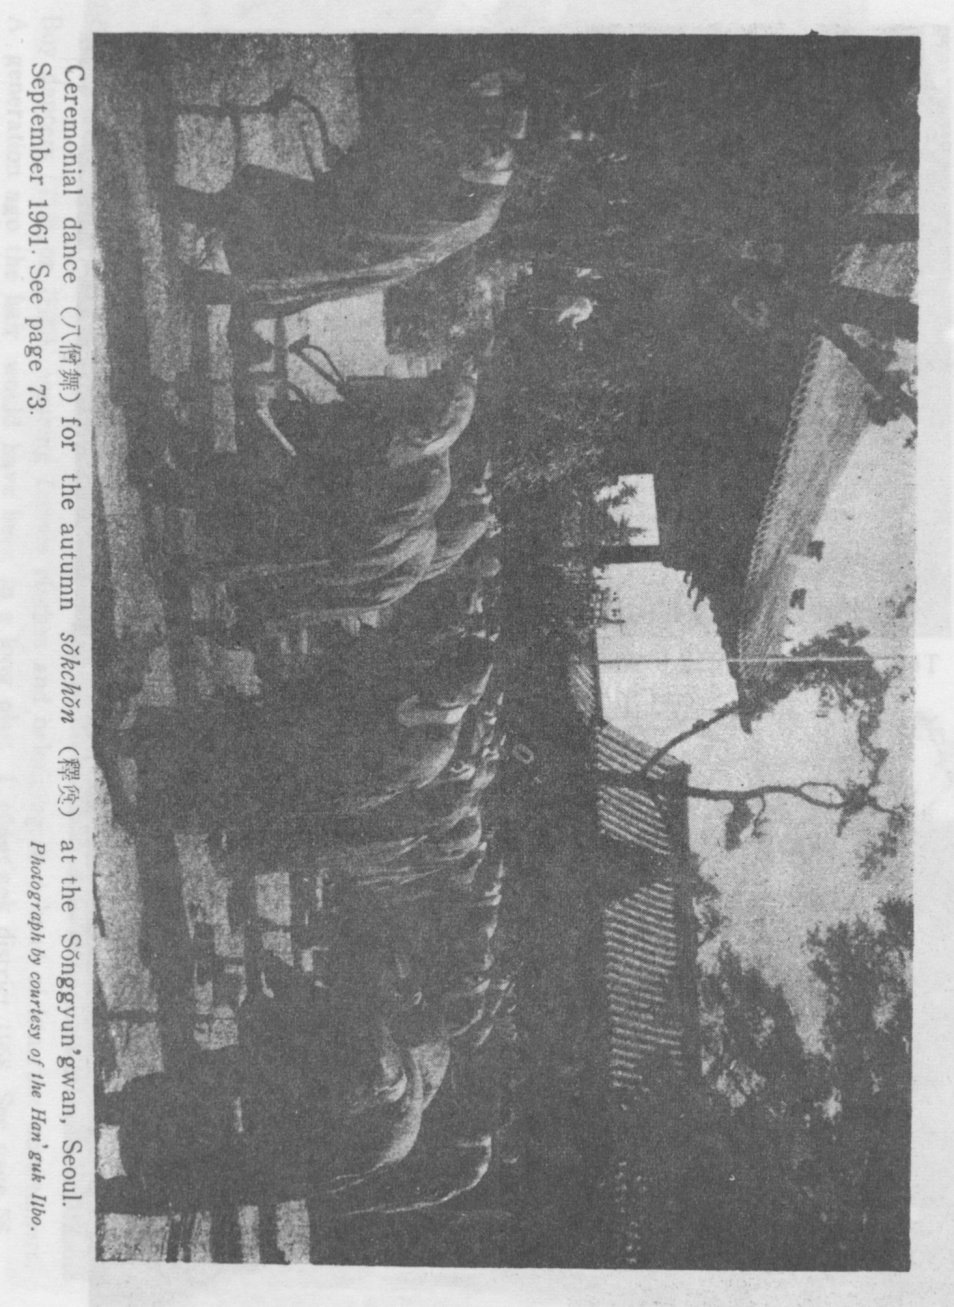 Ceremonial dance (八佾舞) for the autumn sŏkchŏn (釋奠) at the Sŏnggyun'gwan, Seoul.
September 1961. See page 73.
Photograph by courtesy of the Han'guk Ilbo.